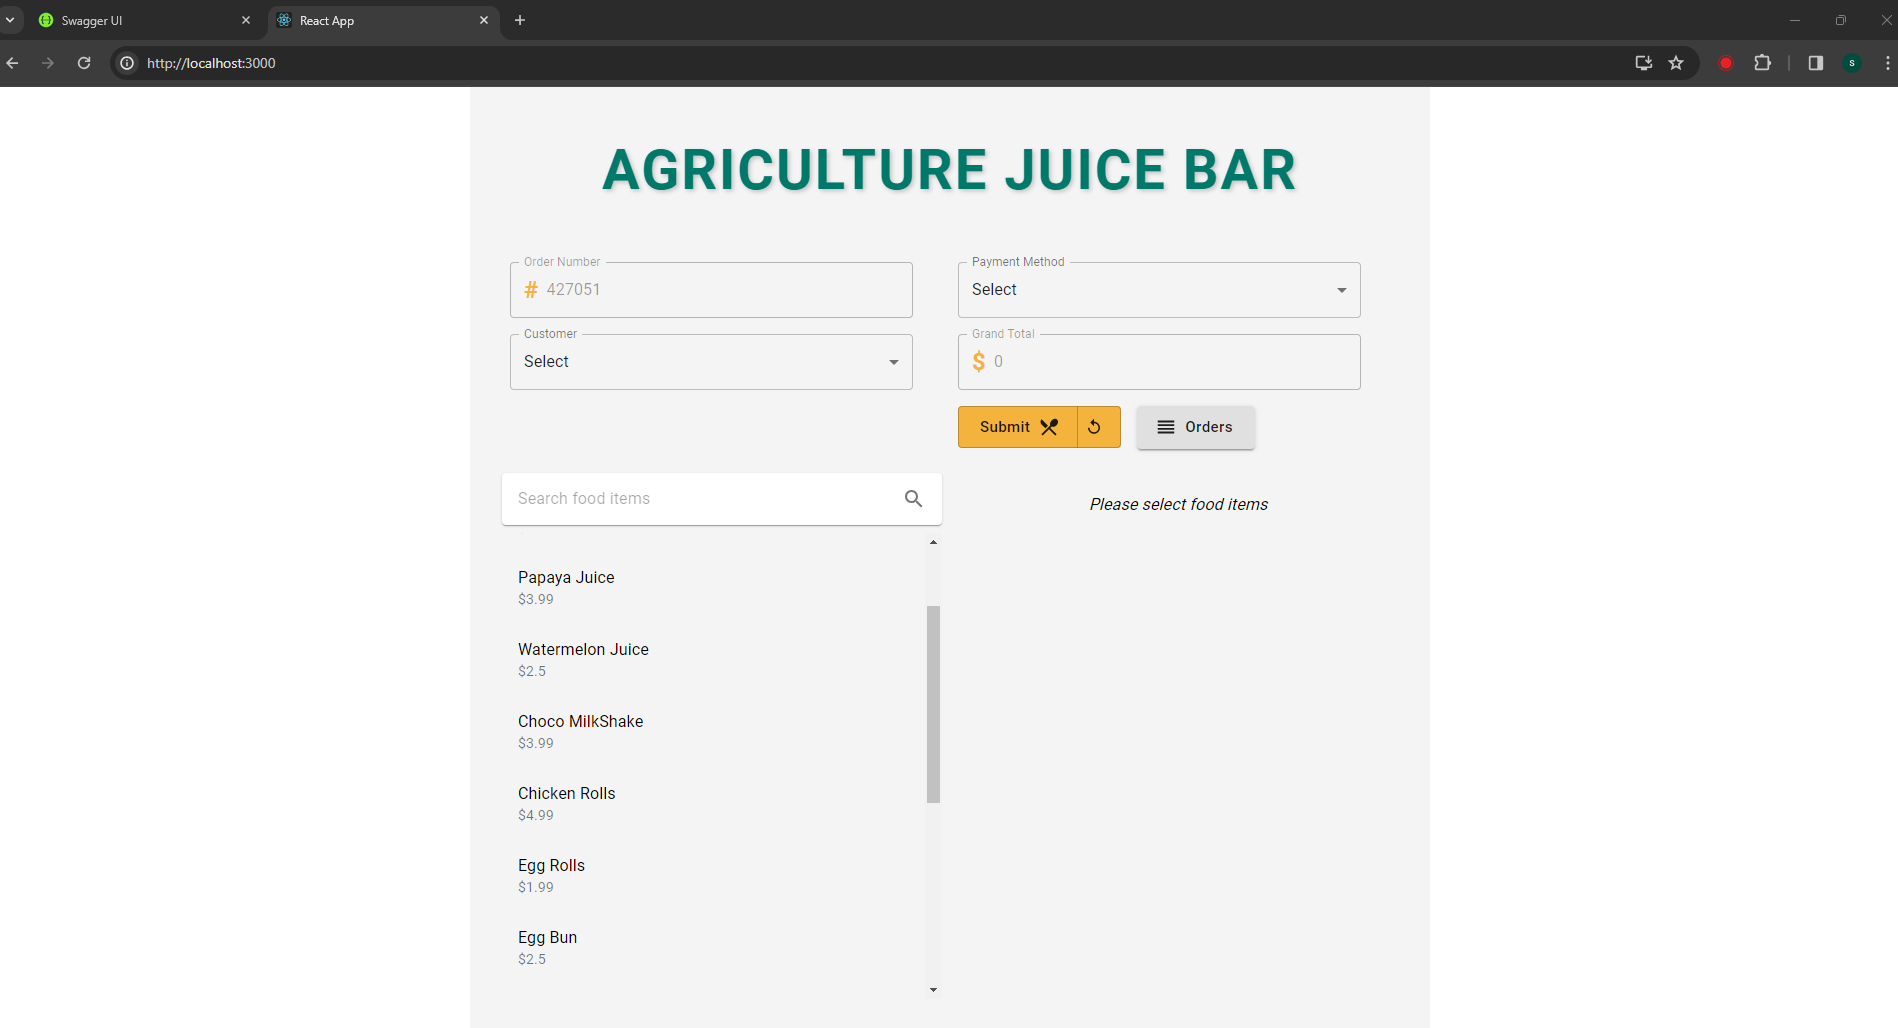 Swagger UI
React App
http://localhost:3000
S
AGRICULTURE JUICE BAR
Order Number
# 427051
Payment Method
Select
Customer
Select
Grand Total
$ 0
Submit
Orders
Search food items
Please select food items
Papaya Juice
$3.99
Watermelon Juice
$2.5
Choco MilkShake
$3.99
Chicken Rolls
$4.99
Egg Rolls
$1.99
Egg Bun
$2.5